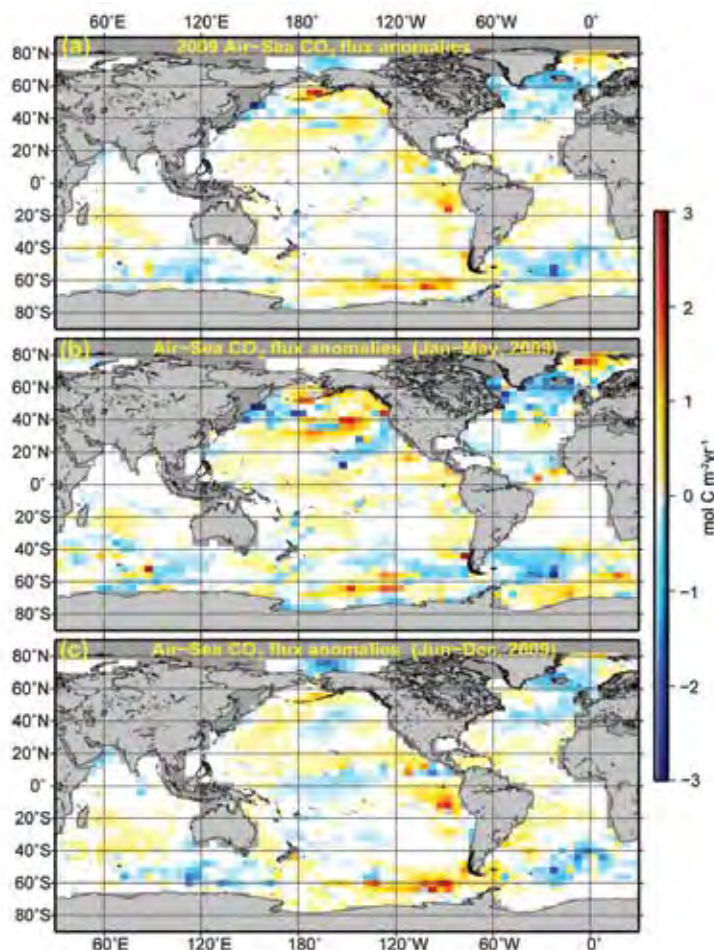 60˚E 120˚E 180˚ 120˚W 60˚W 0˚
(a) 2009 Air-Sea CO₂ flux anomalies
80˚N
60˚N
40˚N
20˚N
0˚
20˚S
40˚S
60˚S
80˚S
(b) Air-Sea CO₂ flux anomalies (Jan-May, 2009)
80˚N
60˚N
40˚N
20˚N
0˚
20˚S
40˚S
60˚S
80˚S
(c) Air-Sea CO₂ flux anomalies (Jun-Dec, 2009)
80˚N
60˚N
40˚N
20˚N
0˚
20˚S
40˚S
60˚S
80˚S
60˚E 120˚E 180˚ 120˚W 60˚W 0˚
3
2
1
0
−1
−2
−3
mol C m⁻²yr⁻¹